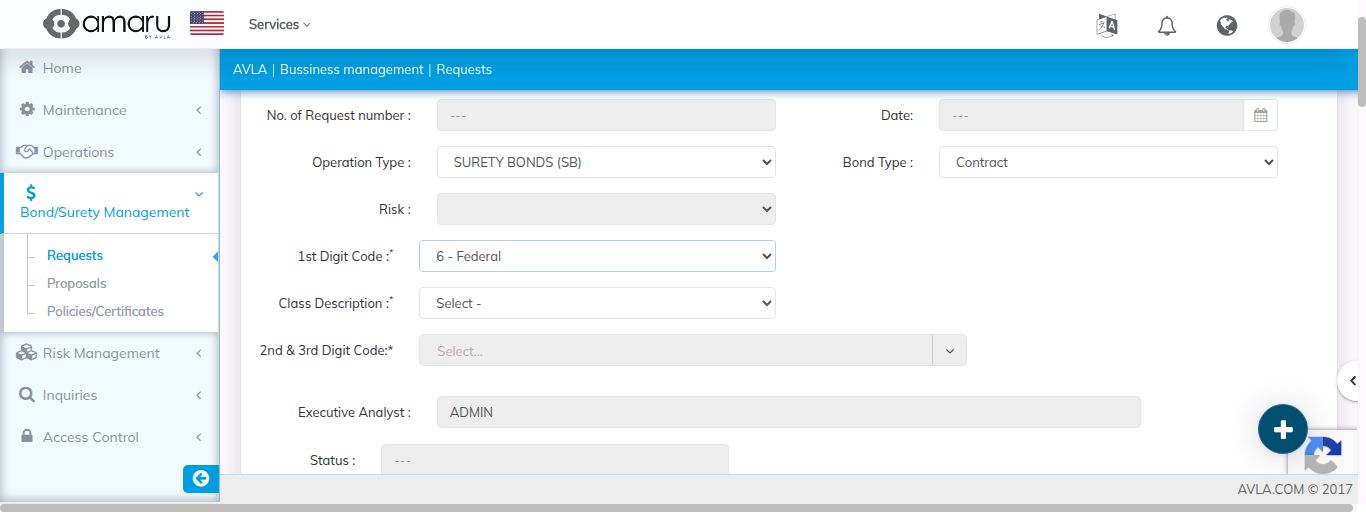 amaru
BY AVLA
Services
Home
Maintenance
Operations
Bond/Surety Management
Requests
Proposals
Policies/Certificates
Risk Management
Inquiries
Access Control
AVLA | Bussiness management | Requests
No. of Request number : ---
Date: ---
Operation Type : SURETY BONDS (SB)
Bond Type : Contract
Risk :
1st Digit Code :* 6 - Federal
Class Description :* Select -
2nd & 3rd Digit Code:* Select...
Executive Analyst : ADMIN
Status : ---
AVLA.COM © 2017